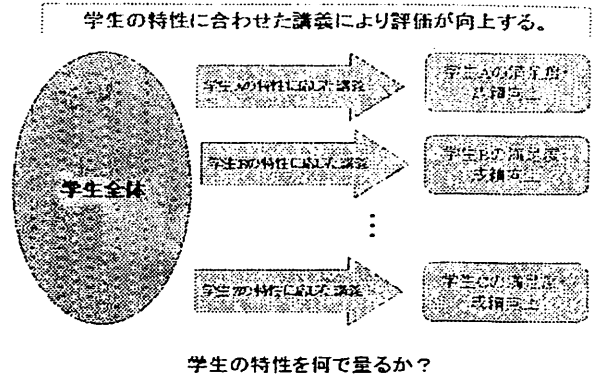 学生の特性に合わせた講義により評価が向上する。
学生全体
学生Aの特性に応じた講義
学生Aの満足度・
成績向上
学生Bの特性に応じた講義
学生Bの満足度・
成績向上
⋮
の特性に応じた講義
学生Cの満足度・
成績向上
学生の特性を何で量るか？